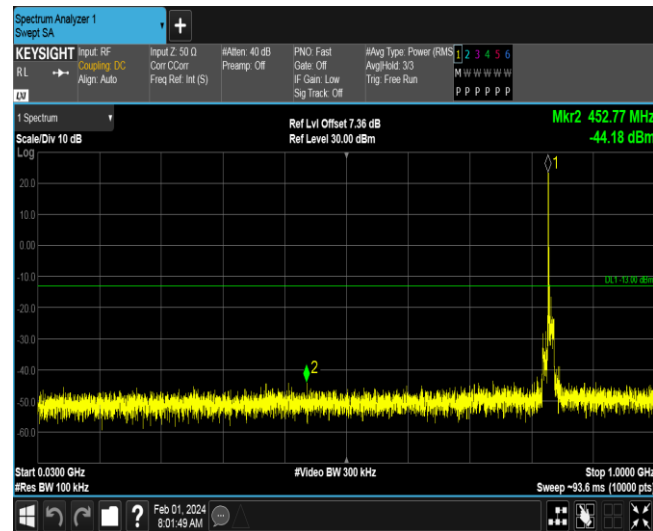 Spectrum Analyzer 1
Swept SA
+
KEYSIGHT
RL
LXI
Input: RF
Coupling: DC
Align: Auto
Input Z: 50 Ω
Corr CCorr
Freq Ref: Int (S)
#Atten: 40 dB
Preamp: Off
PNO: Fast
Gate: Off
IF Gain: Low
Sig Track: Off
#Avg Type: Power (RMS
Avg|Hold: 3/3
Trig: Free Run
1 2 3 4 5 6
M W W W W W
P P P P P P
1 Spectrum
Scale/Div 10 dB
Log
Ref Lvl Offset 7.36 dB
Ref Level 30.00 dBm
Mkr2 452.77 MHz
-44.18 dBm
1
20.0
10.0
0.00
-10.0
DL1 -13.00 dBm
-20.0
-30.0
-40.0
2
-50.0
-60.0
Start 0.0300 GHz
#Video BW 300 kHz
Stop 1.0000 GHz
#Res BW 100 kHz
Sweep ~93.6 ms (10000 pts)
?
Feb 01, 2024
8:01:49 AM